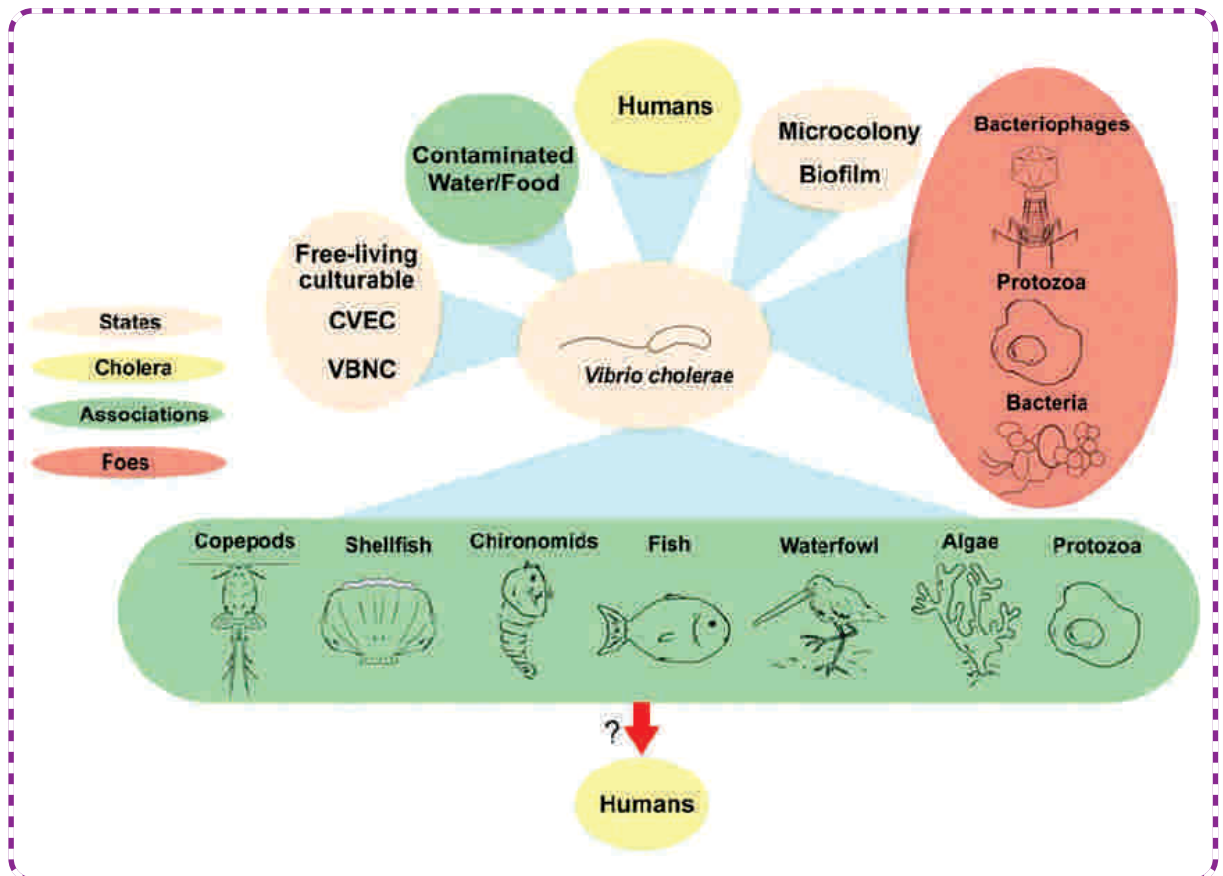 Humans
Contaminated
Water/Food
Microcolony
Biofilm
Bacteriophages
Free-living
culturable
CVEC
VBNC
Protozoa
Bacteria
Vibrio cholerae
States
Cholera
Associations
Foes
Copepods
Shellfish
Chironomids
Fish
Waterfowl
Algae
Protozoa
?
Humans